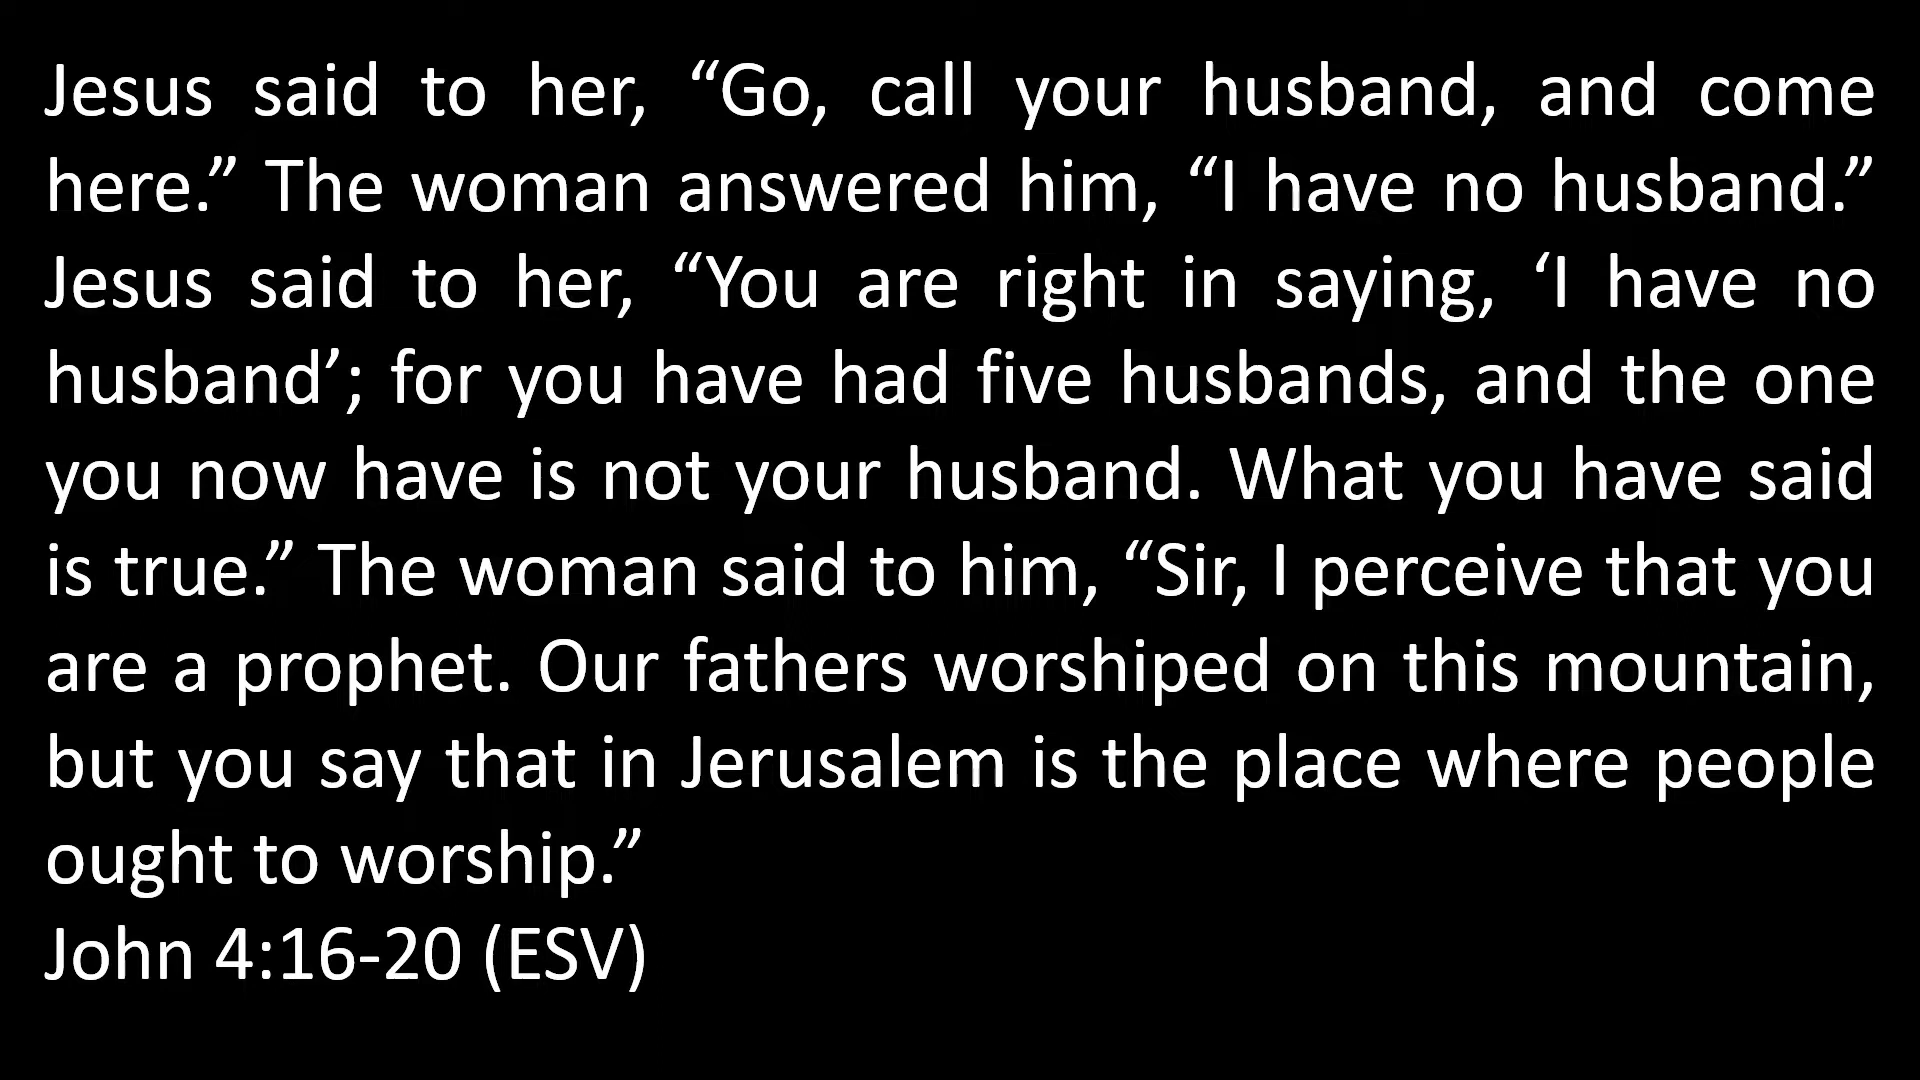 Jesus said to her, “Go, call your husband, and come
here.” The woman answered him, “I have no husband.”
Jesus said to her, “You are right in saying, ‘I have no
husband’; for you have had five husbands, and the one
you now have is not your husband. What you have said
is true.” The woman said to him, “Sir, I perceive that you
are a prophet. Our fathers worshiped on this mountain,
but you say that in Jerusalem is the place where people
ought to worship.”
John 4:16-20 (ESV)